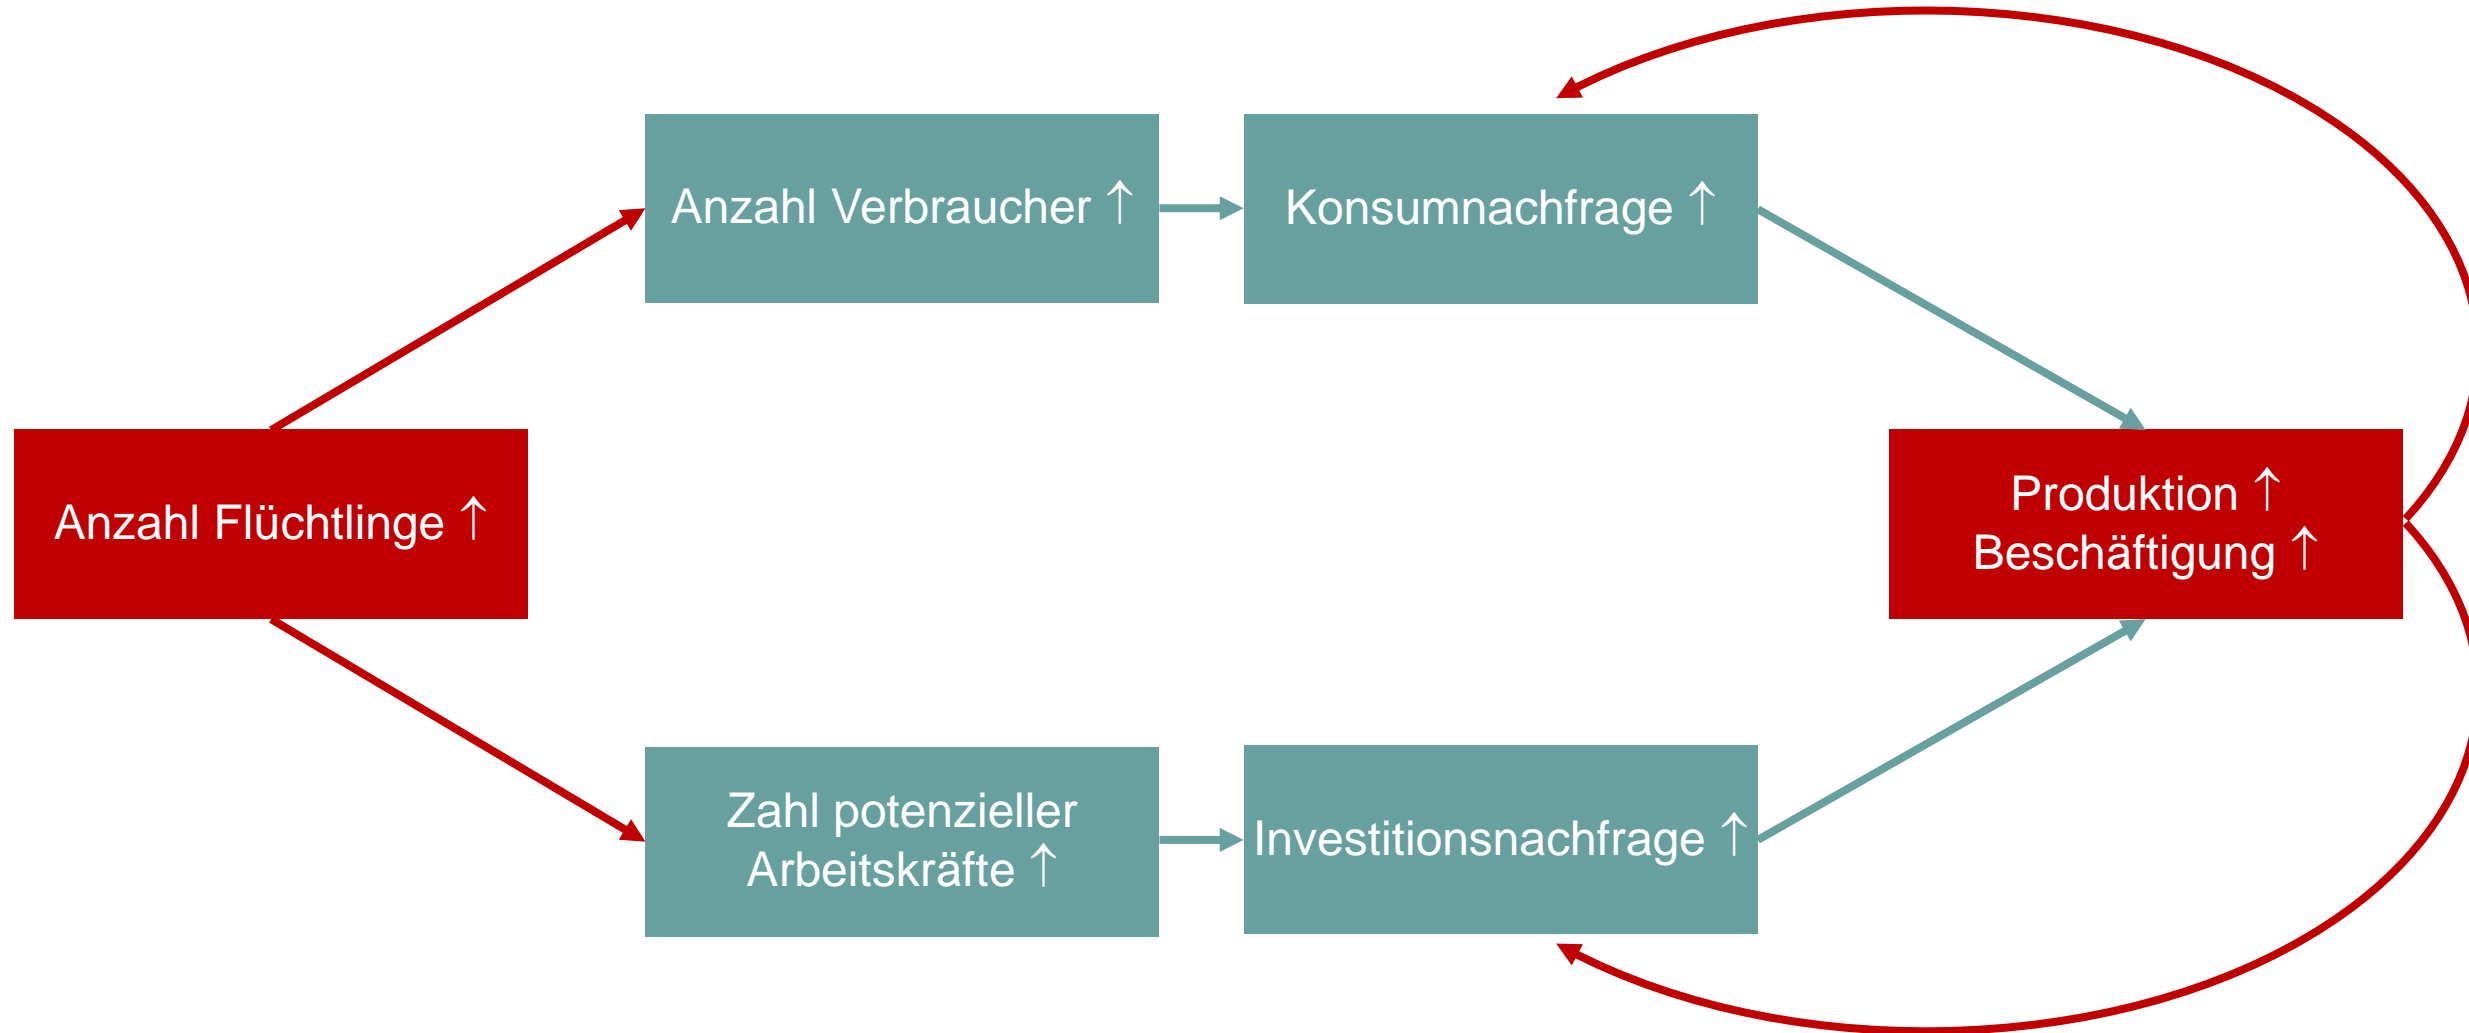 Anzahl Verbraucher ↑
Konsumnachfrage ↑
Anzahl Flüchtlinge ↑
Produktion ↑
Beschäftigung ↑
Zahl potenzieller
Arbeitskräfte ↑
Investitionsnachfrage ↑